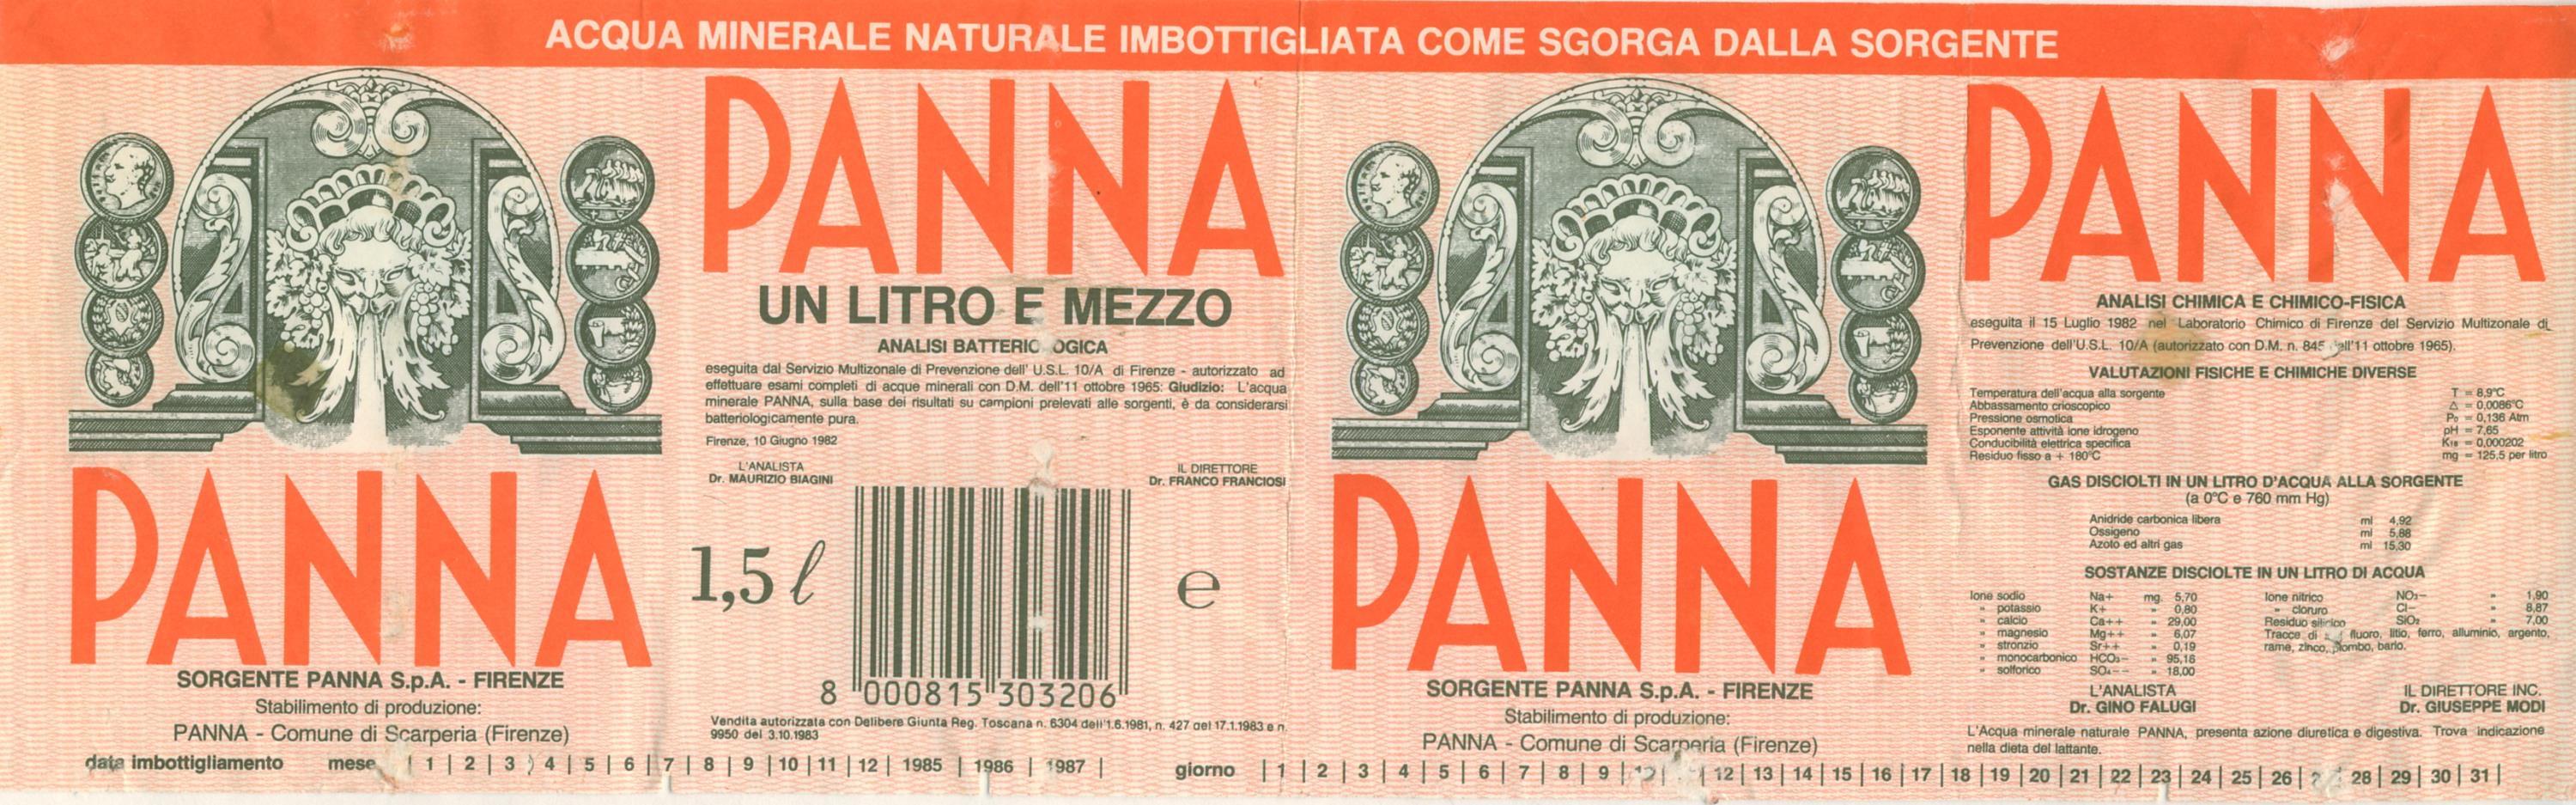 ACQUA MINERALE NATURALE IMBOTTIGLIATA COME SGORGA DALLA SORGENTE
PANNA
SORGENTE PANNA S.p.A. - FIRENZE
Stabilimento di produzione:
PANNA - Comune di Scarperia (Firenze)
PANNA
UN LITRO E MEZZO
ANALISI BATTERIOLOGICA
eseguita dal Servizio Multizonale di Prevenzione dell' U.S.L. 10/A di Firenze - autorizzato ad
effettuare esami completi di acque minerali con D.M. dell'11 ottobre 1965: Giudizio: L'acqua
minerale PANNA, sulla base dei risultati su campioni prelevati alle sorgenti, è da considerarsi
batteriologicamente pura.
Firenze, 10 Giugno 1982
L'ANALISTA
Dr. MAURIZIO BIAGINI
IL DIRETTORE
Dr. FRANCO FRANCIOSI
1,5 ℓ
e
8 000815 303206
Vendita autorizzata con Delibere Giunta Reg. Toscana n. 6304 dell'1.6.1981, n. 427 del 17.1.1983 e n.
9950 del 3.10.1983
PANNA
SORGENTE PANNA S.p.A. - FIRENZE
Stabilimento di produzione:
PANNA - Comune di Scarperia (Firenze)
PANNA
ANALISI CHIMICA E CHIMICO-FISICA
eseguita il 15 Luglio 1982 nel Laboratorio Chimico di Firenze del Servizio Multizonale di
Prevenzione dell'U.S.L. 10/A (autorizzato con D.M. n. 845 dell'11 ottobre 1965).
VALUTAZIONI FISICHE E CHIMICHE DIVERSE
Temperatura dell'acqua alla sorgente T = 8,9°C
Abbassamento crioscopico Δ = 0,0086°C
Pressione osmotica P₀ = 0,136 Atm
Esponente attività ione idrogeno pH = 7,65
Conducibilità elettrica specifica K₁₈ = 0,000202
Residuo fisso a + 180°C mg = 125,5 per litro
GAS DISCIOLTI IN UN LITRO D'ACQUA ALLA SORGENTE
(a 0°C e 760 mm Hg)
Anidride carbonica libera ml 4,92
Ossigeno ml 5,88
Azoto ed altri gas ml 15,30
SOSTANZE DISCIOLTE IN UN LITRO DI ACQUA
Ione sodio Na+ mg. 5,70
" potassio K+ " 0,80
" calcio Ca++ " 29,00
" magnesio Mg++ " 6,07
" stronzio Sr++ " 0,19
" monocarbonico HCO₃− " 95,16
" solforico SO₄−− " 18,00
Ione nitrico NO₃− " 1,90
" cloruro Cl− " 8,87
Residuo silicico SiO₂ " 7,00
Tracce di : fluoro, litio, ferro, alluminio, argento,
rame, zinco, piombo, bario.
L'ANALISTA
Dr. GINO FALUGI
IL DIRETTORE INC.
Dr. GIUSEPPE MODI
L'Acqua minerale naturale PANNA, presenta azione diuretica e digestiva. Trova indicazione
nella dieta del lattante.
data imbottigliamento mese | 1 | 2 | 3 | 4 | 5 | 6 | 7 | 8 | 9 | 10 | 11 | 12 | 1985 | 1986 | 1987 | giorno | 1 | 2 | 3 | 4 | 5 | 6 | 7 | 8 | 9 | 10 | | 12 | 13 | 14 | 15 | 16 | 17 | 18 | 19 | 20 | 21 | 22 | 23 | 24 | 25 | 26 | | 28 | 29 | 30 | 31 |